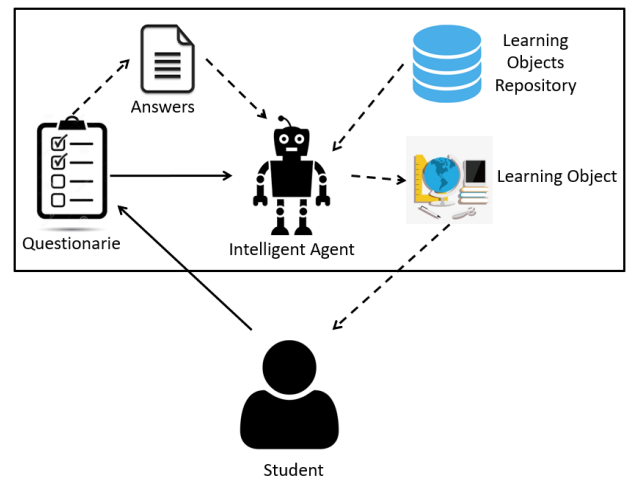 Learning
Objects
Repository
Answers
Learning Object
Questionarie
Intelligent Agent
Student